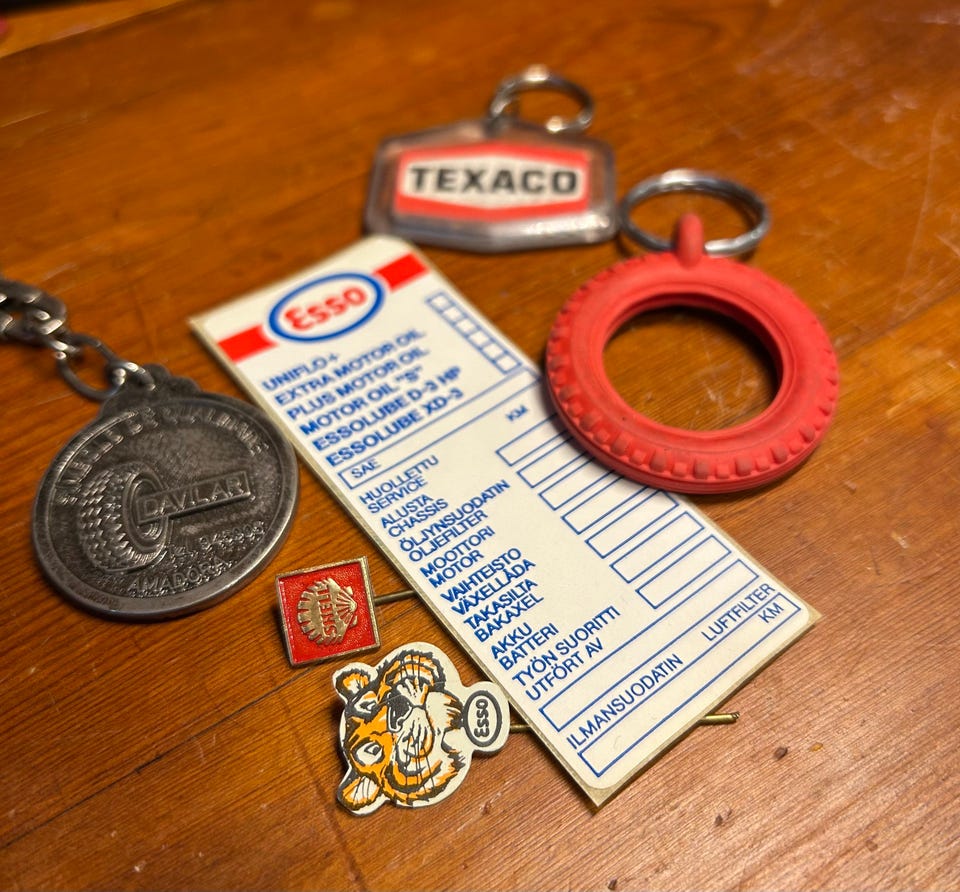 TEXACO
Esso
UNIFLO+
EXTRA MOTOR OIL
PLUS MOTOR OIL
MOTOR OIL "S"
ESSOLUBE D-3 HP
ESSOLUBE XD-3
SAE
KM
HUOLLETTU
SERVICE
ALUSTA
CHASSIS
ÖLJYNSUODATIN
OLJEFILTER
MOOTTORI
MOTOR
VAIHTEISTO
VÄXELLÅDA
TAKASILTA
BAKAXEL
AKKU
BATTERI
TYÖN SUORITTI
UTFÖRT AV
ILMANSUODATIN LUFTFILTER
KM
DAVILAR
SHELL
Esso